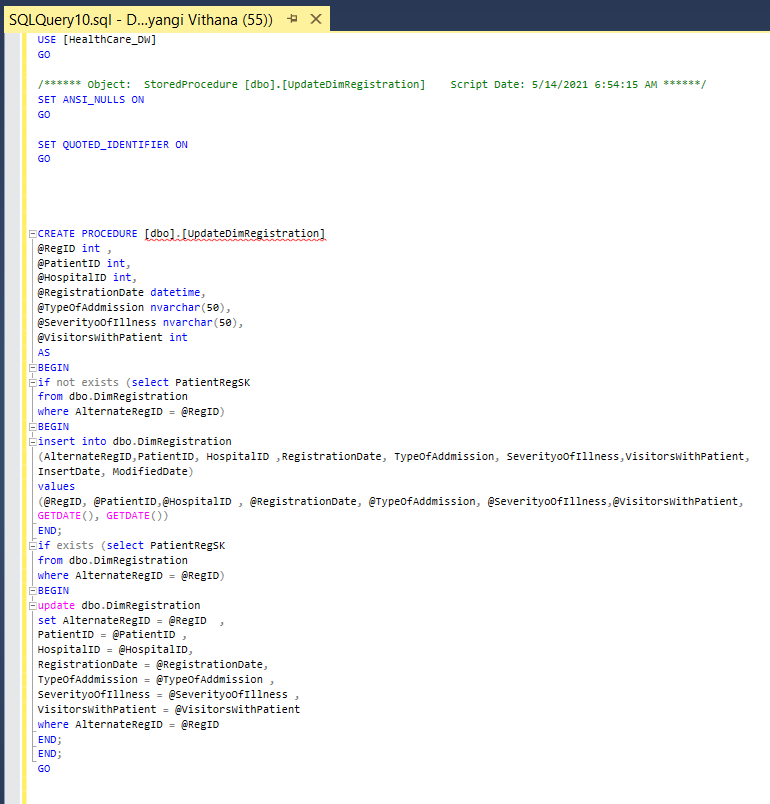 SQLQuery10.sql - D...yangi Vithana (55))
USE [HealthCare_DW]
GO
/****** Object:  StoredProcedure [dbo].[UpdateDimRegistration]    Script Date: 5/14/2021 6:54:15 AM ******/
SET ANSI_NULLS ON
GO
SET QUOTED_IDENTIFIER ON
GO
CREATE PROCEDURE [dbo].[UpdateDimRegistration]
@RegID int ,
@PatientID int,
@HospitalID int,
@RegistrationDate datetime,
@TypeOfAddmission nvarchar(50),
@SeverityoOfIllness nvarchar(50),
@VisitorsWithPatient int
AS
BEGIN
if not exists (select PatientRegSK
from dbo.DimRegistration
where AlternateRegID = @RegID)
BEGIN
insert into dbo.DimRegistration
(AlternateRegID,PatientID, HospitalID ,RegistrationDate, TypeOfAddmission, SeverityoOfIllness,VisitorsWithPatient,
InsertDate, ModifiedDate)
values
(@RegID, @PatientID,@HospitalID , @RegistrationDate, @TypeOfAddmission, @SeverityoOfIllness,@VisitorsWithPatient,
GETDATE(), GETDATE())
END;
if exists (select PatientRegSK
from dbo.DimRegistration
where AlternateRegID = @RegID)
BEGIN
update dbo.DimRegistration
set AlternateRegID = @RegID  ,
PatientID = @PatientID ,
HospitalID = @HospitalID,
RegistrationDate = @RegistrationDate,
TypeOfAddmission = @TypeOfAddmission ,
SeverityoOfIllness = @SeverityoOfIllness ,
VisitorsWithPatient = @VisitorsWithPatient
where AlternateRegID = @RegID
END;
END;
GO